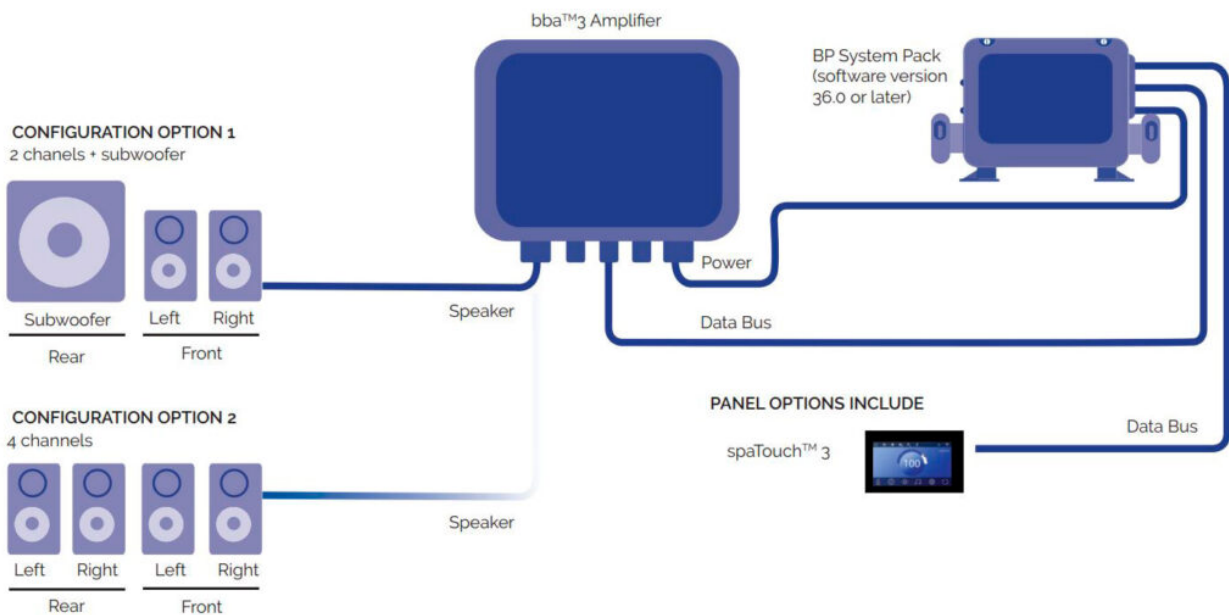 bba™3 Amplifier
BP System Pack
(software version
36.0 or later)
CONFIGURATION OPTION 1
2 chanels + subwoofer
Subwoofer
Left
Right
Rear
Front
Speaker
Power
Data Bus
CONFIGURATION OPTION 2
4 channels
Left
Right
Left
Right
Rear
Front
Speaker
PANEL OPTIONS INCLUDE
spaTouch™ 3
100
Data Bus